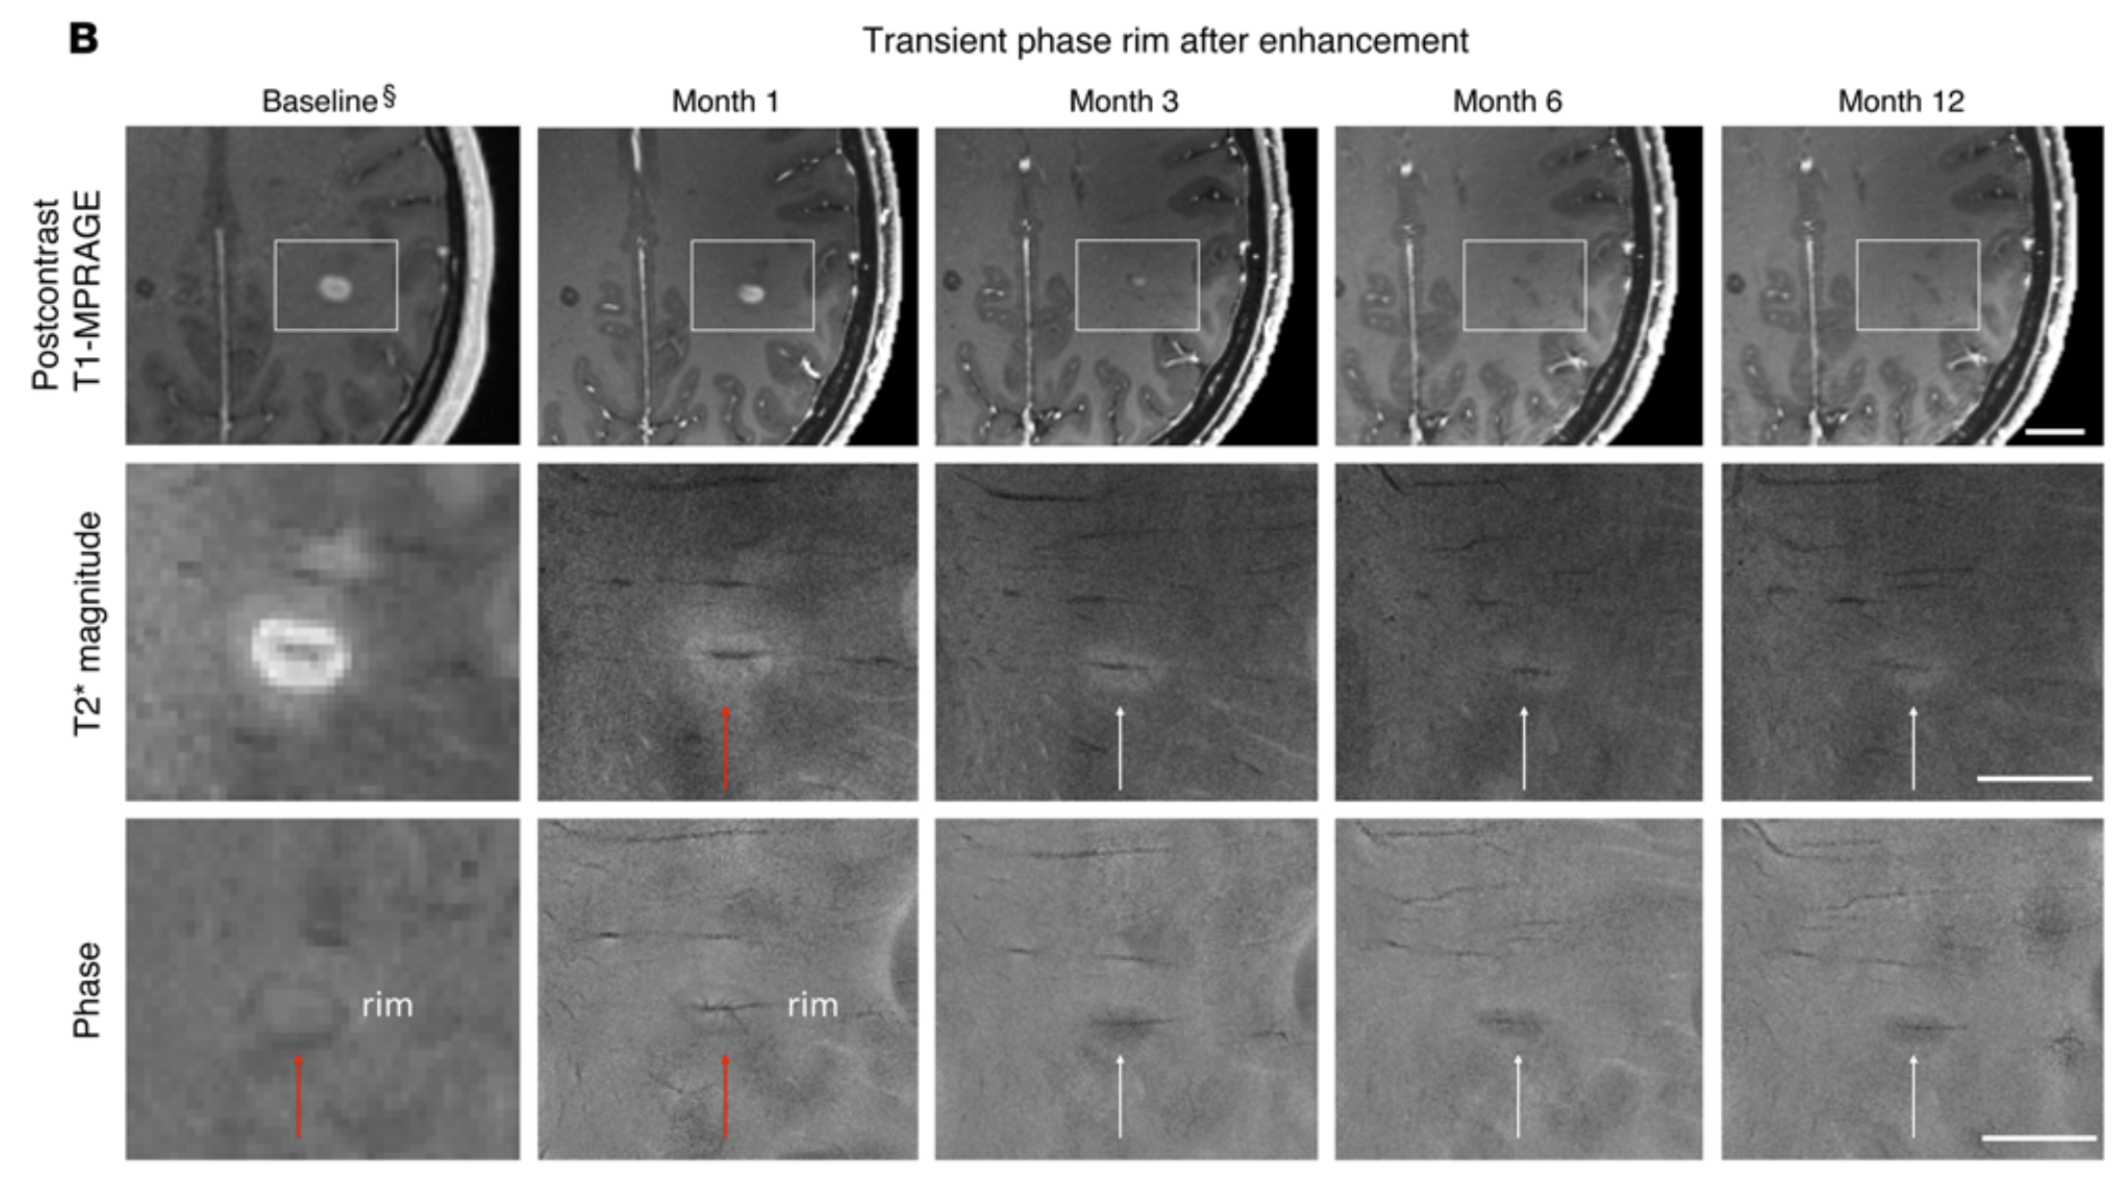 B
Transient phase rim after enhancement
Baseline§
Month 1
Month 3
Month 6
Month 12
Postcontrast
T1-MPRAGE
T2* magnitude
Phase
rim
rim